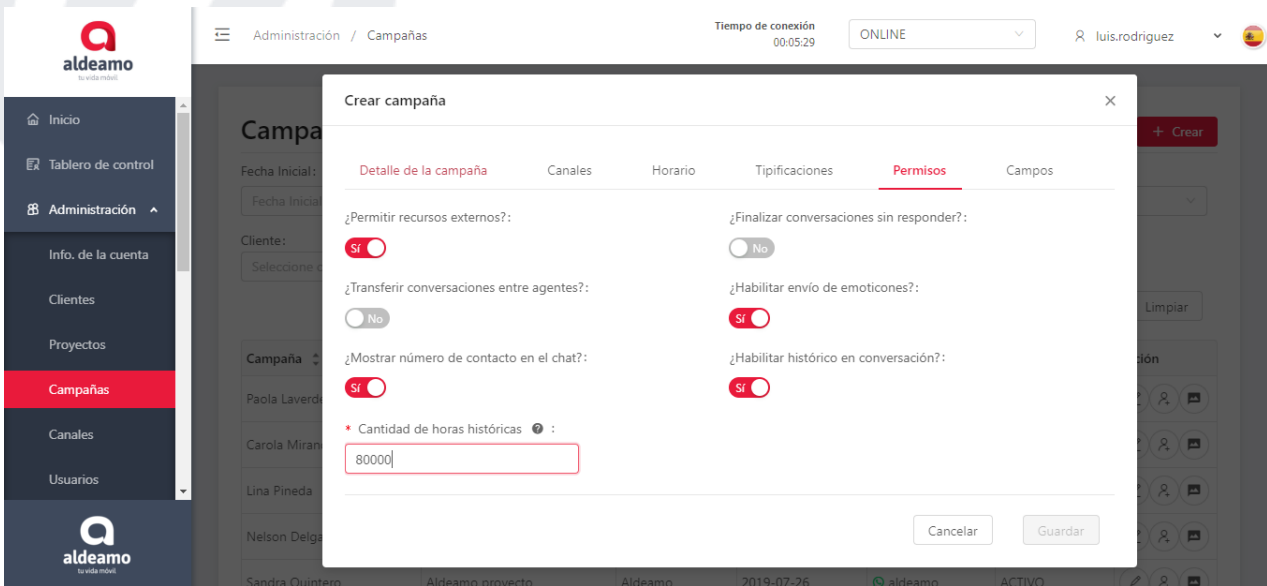 aldeamo
tu vida móvil
Administración / Campañas
Tiempo de conexión
00:05:29
ONLINE
luis.rodriguez
Inicio
Tablero de control
Administración
Info. de la cuenta
Clientes
Proyectos
Campañas
Canales
Usuarios
aldeamo
tu vida móvil
Campa
+ Crear
Fecha Inicial:
Fecha Inicial
Cliente:
Seleccione
Limpiar
Campaña
ción
Paola Laverde
Carola Miran
Lina Pineda
Nelson Delga
Sandra Quintero Aldeamo proyecto Aldeamo 2019-07-26 aldeamo ACTIVO
Crear campaña
Detalle de la campaña Canales Horario Tipificaciones Permisos Campos
¿Permitir recursos externos?: ¿Finalizar conversaciones sin responder?:
Sí No
¿Transferir conversaciones entre agentes?: ¿Habilitar envío de emoticones?:
No Sí
¿Mostrar número de contacto en el chat?: ¿Habilitar histórico en conversación?:
Sí Sí
* Cantidad de horas históricas ? :
80000
Cancelar Guardar